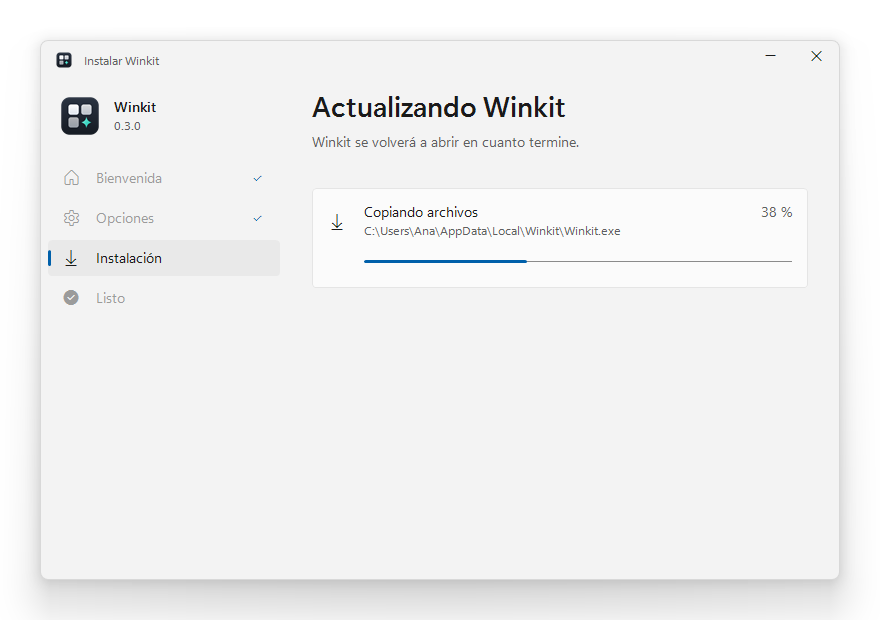 Instalar Winkit
Winkit
0.3.0
Bienvenida
Opciones
Instalación
Listo
Actualizando Winkit
Winkit se volverá a abrir en cuanto termine.
Copiando archivos
38 %
C:\Users\Ana\AppData\Local\Winkit\Winkit.exe